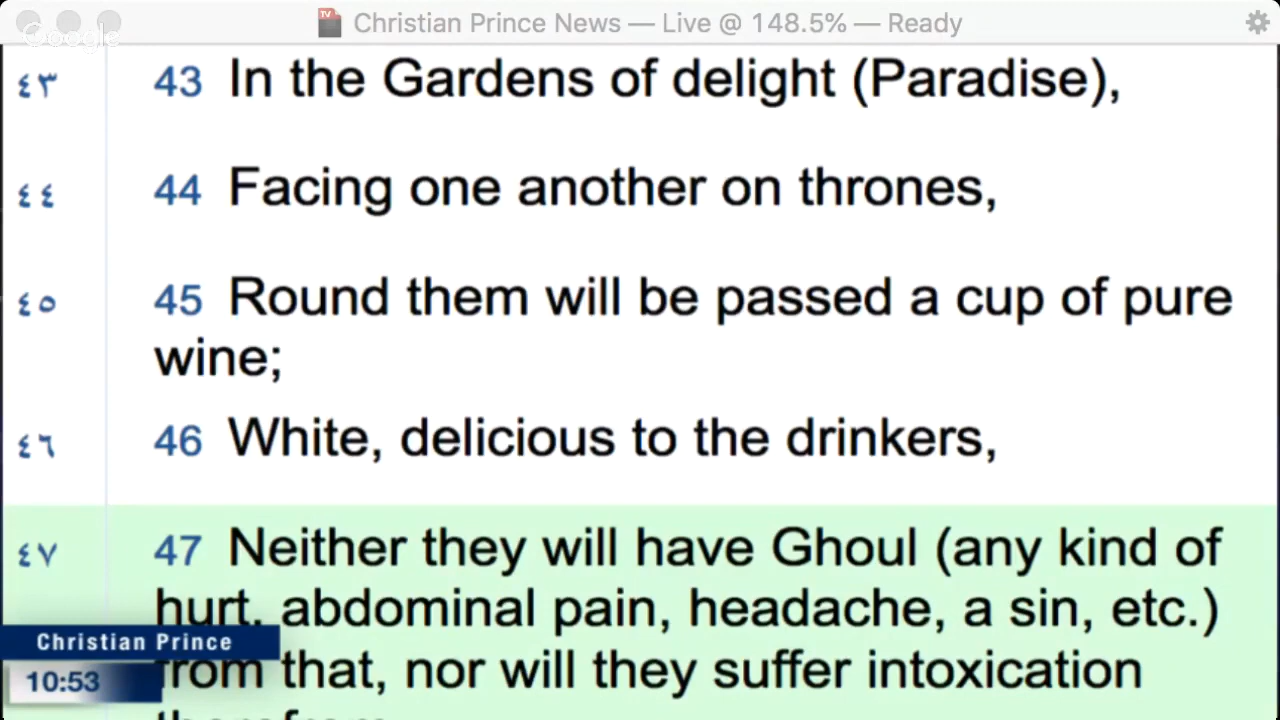 Google
Christian Prince News — Live @ 148.5% — Ready
٤٣ 43 In the Gardens of delight (Paradise),
٤٤ 44 Facing one another on thrones,
٤٥ 45 Round them will be passed a cup of pure
wine;
٤٦ 46 White, delicious to the drinkers,
٤٧ 47 Neither they will have Ghoul (any kind of
hurt, abdominal pain, headache, a sin, etc.)
Christian Prince
from that, nor will they suffer intoxication
10:53